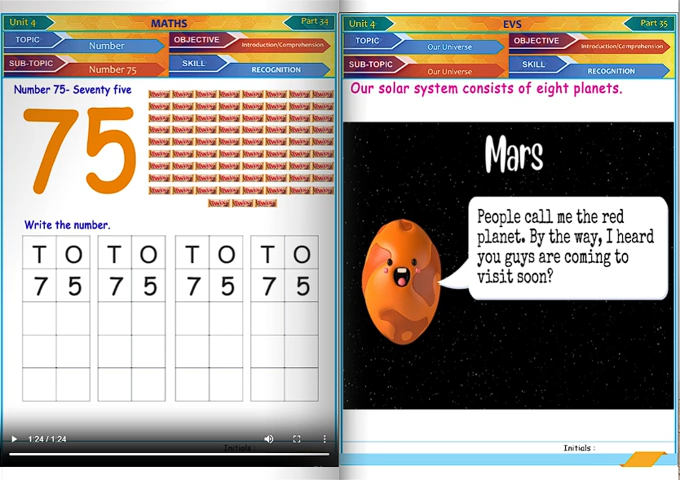 Unit 4
MATHS
Part 34
TOPIC
Number
OBJECTIVE
Introduction/Comprehension
SUB-TOPIC
Number 75
SKILL
RECOGNITION
Number 75- Seventy five
75
Write the number.
T O T O T O T O
7 5 7 5 7 5 7 5
1:24 / 1:24
Initials :
Unit 4
EVS
Part 35
TOPIC
Our Universe
OBJECTIVE
Introduction/Comprehension
SUB-TOPIC
Our Universe
SKILL
RECOGNITION
Our solar system consists of eight planets.
Mars
People call me the red
planet. By the way, I heard
you guys are coming to
visit soon?
Initials :